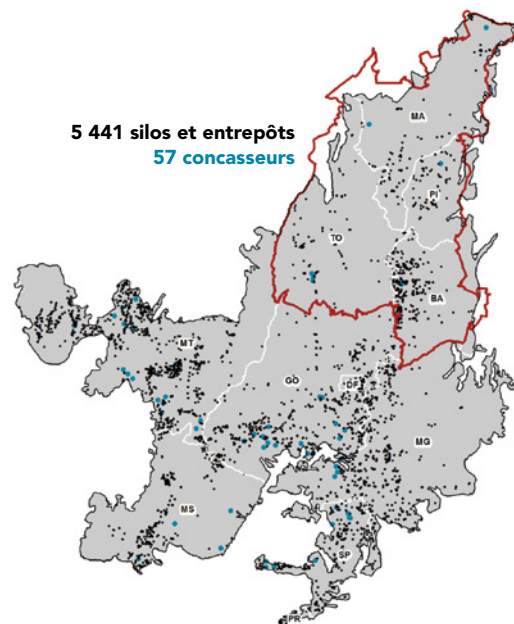 5 441 silos et entrepôts
57 concasseurs
MA
PI
TO
BA
MT
GO
DF
MG
MS
SP
PR